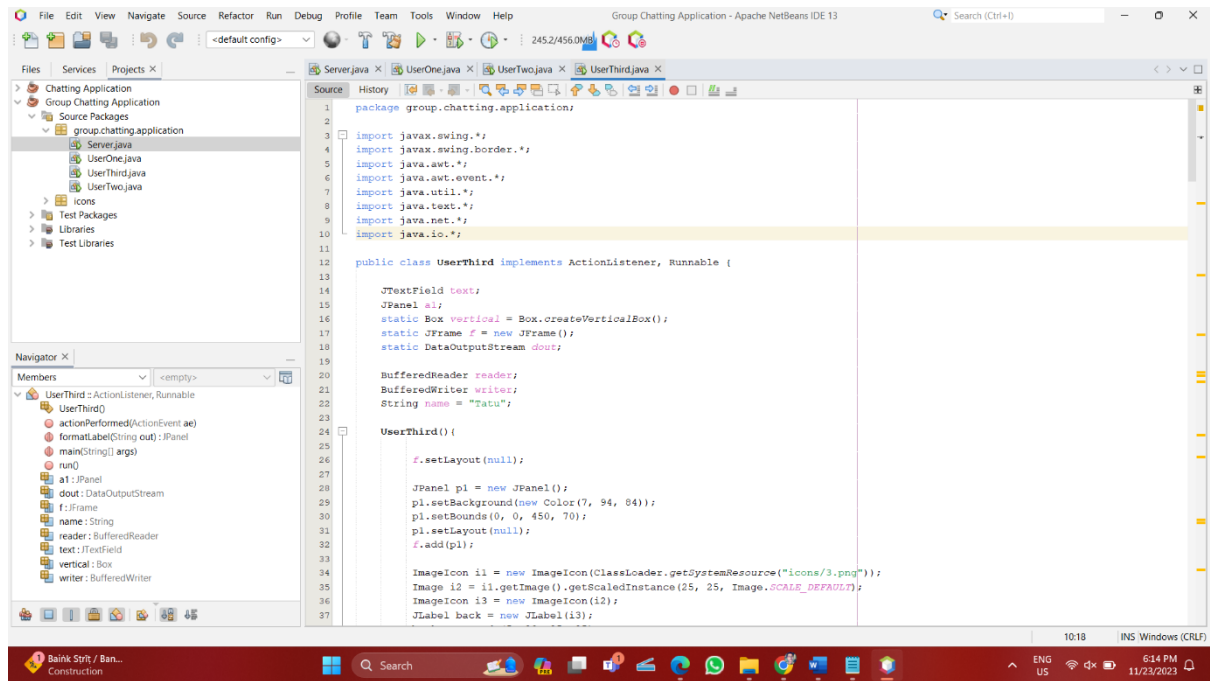 File Edit View Navigate Source Refactor Run Debug Profile Team Tools Window Help Group Chatting Application - Apache NetBeans IDE 13 Search (Ctrl+I)
<default config> 245.2/456.0MB
Files Services Projects
Server.java UserOne.java UserTwo.java UserThird.java
Chatting Application
Group Chatting Application
Source Packages
group.chatting.application
Server.java
UserOne.java
UserThird.java
UserTwo.java
icons
Test Packages
Libraries
Test Libraries
Navigator
Members <empty>
UserThird :: ActionListener, Runnable
UserThird()
actionPerformed(ActionEvent ae)
formatLabel(String out) : JPanel
main(String[] args)
run()
a1 : JPanel
dout : DataOutputStream
f : JFrame
name : String
reader : BufferedReader
text : JTextField
vertical : Box
writer : BufferedWriter
Source History
1 package group.chatting.application;
2
3 import javax.swing.*;
4 import javax.swing.border.*;
5 import java.awt.*;
6 import java.awt.event.*;
7 import java.util.*;
8 import java.text.*;
9 import java.net.*;
10 import java.io.*;
11
12 public class UserThird implements ActionListener, Runnable {
13
14 JTextField text;
15 JPanel a1;
16 static Box vertical = Box.createVerticalBox();
17 static JFrame f = new JFrame();
18 static DataOutputStream dout;
19
20 BufferedReader reader;
21 BufferedWriter writer;
22 String name = "Tatu";
23
24 UserThird(){
25
26 f.setLayout(null);
27
28 JPanel p1 = new JPanel();
29 p1.setBackground(new Color(7, 94, 84));
30 p1.setBounds(0, 0, 450, 70);
31 p1.setLayout(null);
32 f.add(p1);
33
34 ImageIcon i1 = new ImageIcon(ClassLoader.getSystemResource("icons/3.png"));
35 Image i2 = i1.getImage().getScaledInstance(25, 25, Image.SCALE_DEFAULT);
36 ImageIcon i3 = new ImageIcon(i2);
37 JLabel back = new JLabel(i3);
10:18 INS Windows (CRLF)
1 Baink Strīt / Ban...
Construction
Search
ENG
US
6:14 PM
11/23/2023